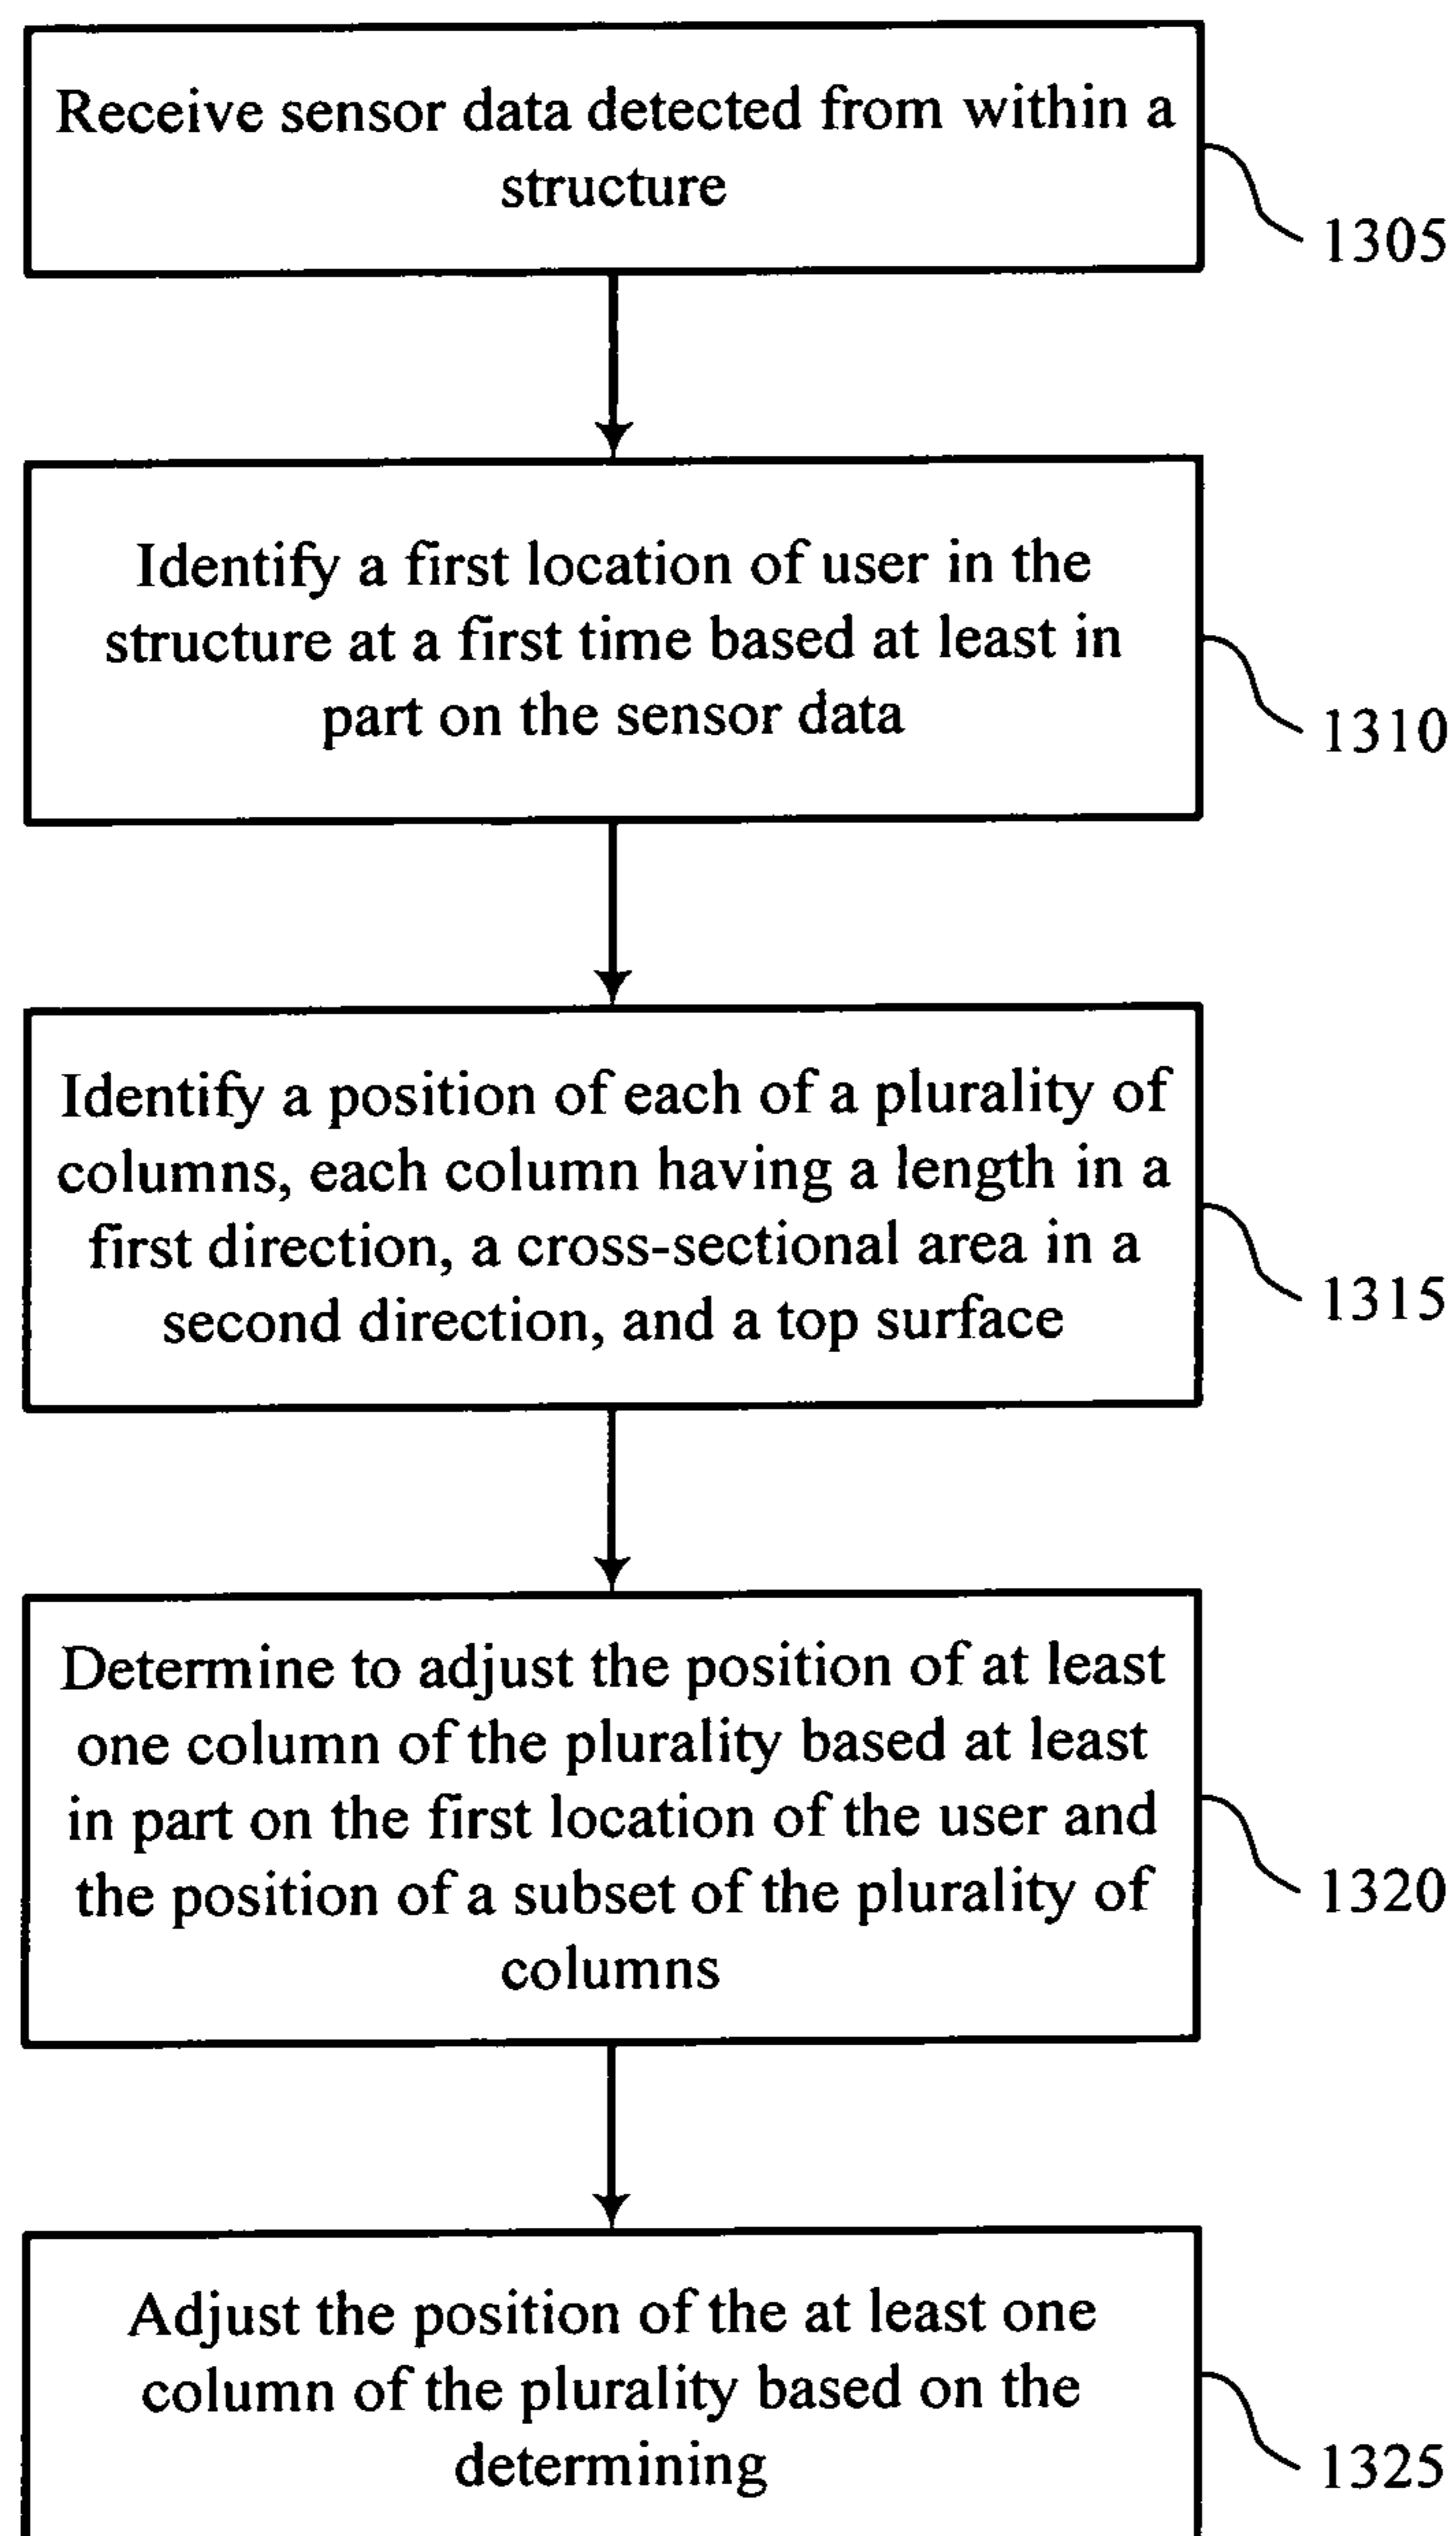 Receive sensor data detected from within a
structure
1305
Identify a first location of user in the
structure at a first time based at least in
part on the sensor data
1310
Identify a position of each of a plurality of
columns, each column having a length in a
first direction, a cross-sectional area in a
second direction, and a top surface
1315
Determine to adjust the position of at least
one column of the plurality based at least
in part on the first location of the user and
the position of a subset of the plurality of
columns
1320
Adjust the position of the at least one
column of the plurality based on the
determining
1325